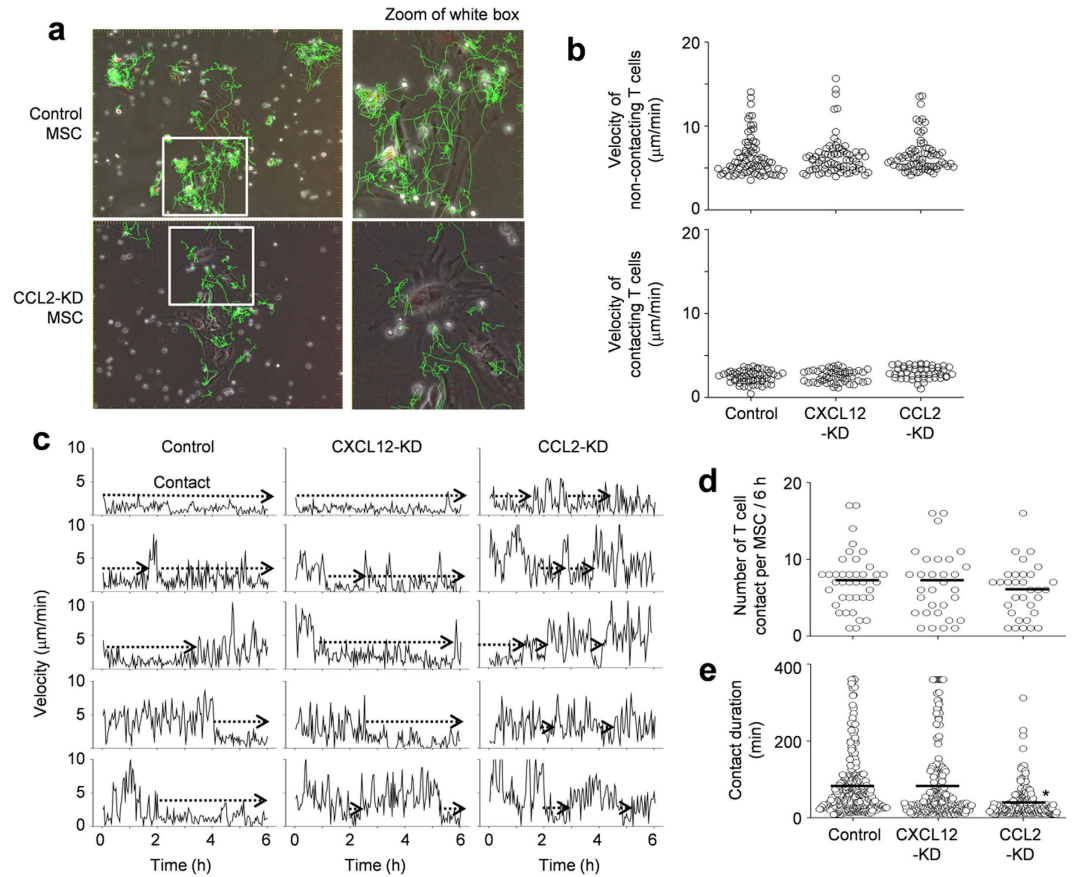 a
Zoom of white box
Control
MSC
CCL2-KD
MSC
b
Velocity of
non-contacting T cells
(µm/min)
20
10
5
0
Velocity of
contacting T cells
(µm/min)
20
10
5
0
Control
CXCL12
-KD
CCL2
-KD
c
Control
CXCL12-KD
CCL2-KD
Contact
Velocity (µm/min)
10
5
0
10
5
0
10
5
0
10
5
0
10
5
0
0 2 4 6
0 2 4 6
0 2 4 6
Time (h)
Time (h)
Time (h)
d
Number of T cell
contact per MSC / 6 h
20
10
0
e
Contact duration
(min)
400
200
0
*
Control
CXCL12
-KD
CCL2
-KD